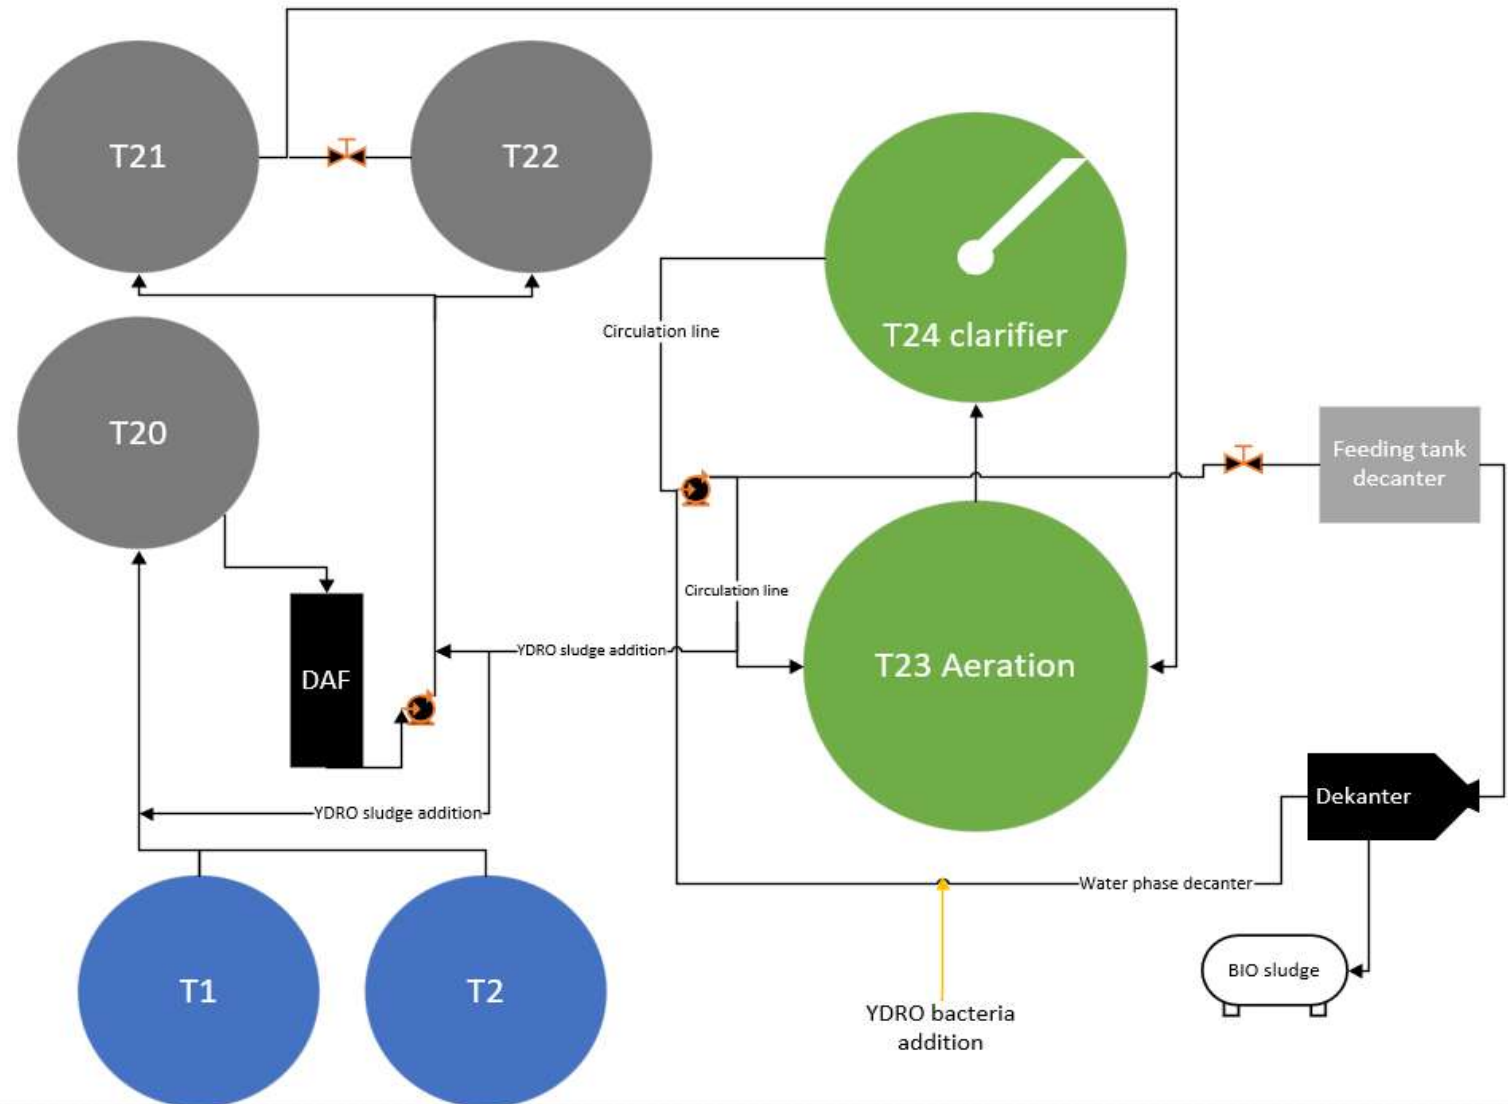 T21
T22
T24 clarifier
Circulation line
T20
Feeding tank
decanter
Circulation line
YDRO sludge addition
T23 Aeration
DAF
Dekanter
YDRO sludge addition
Water phase decanter
T1
T2
BIO sludge
YDRO bacteria
addition